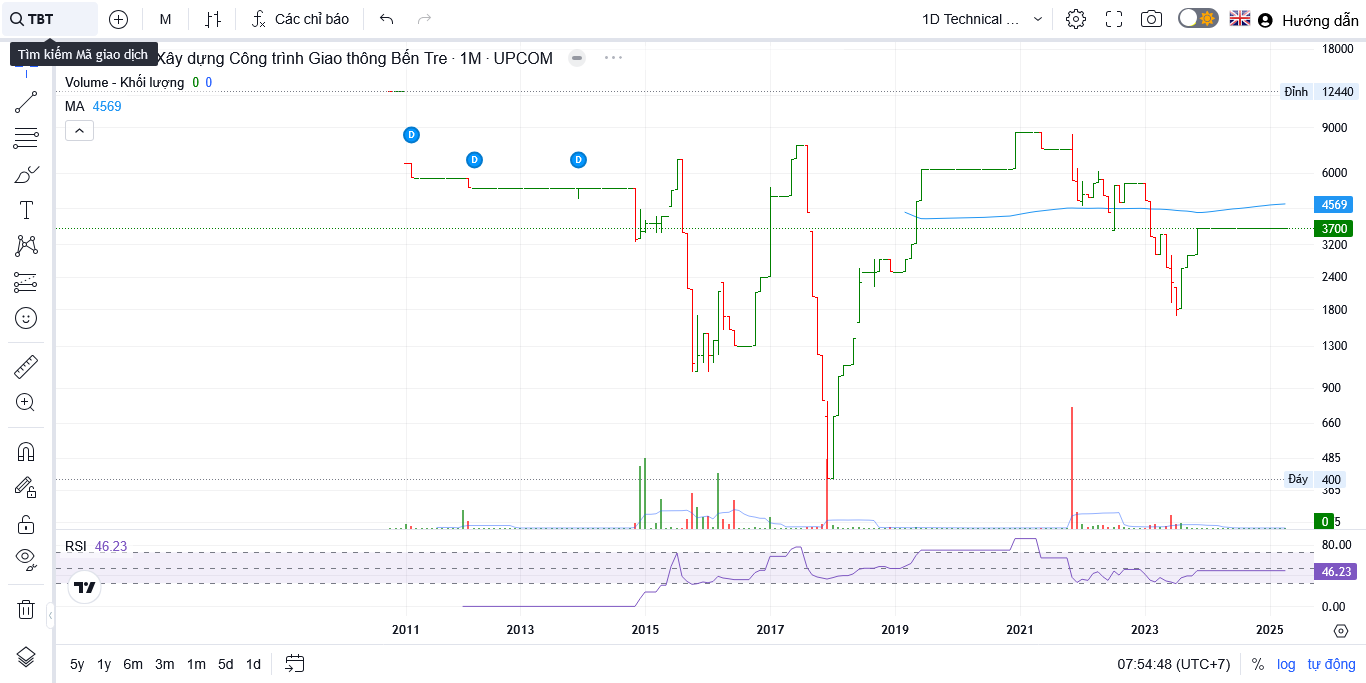 TBT
M
Các chỉ báo
1D Technical ...
Hướng dẫn
Tìm kiếm Mã giao dịch
Xây dựng Công trình Giao thông Bến Tre · 1M · UPCOM
Volume - Khối lượng 0 0
MA 4569
D
D
D
18000
Đỉnh 12440
9000
6000
4569
3700
3200
2400
1800
1300
900
660
485
Đáy 400
365
0
RSI 46.23
80.00
46.23
0.00
2011 2013 2015 2017 2019 2021 2023 2025
5y 1y 6m 3m 1m 5d 1d
07:54:48 (UTC+7) % log tự động